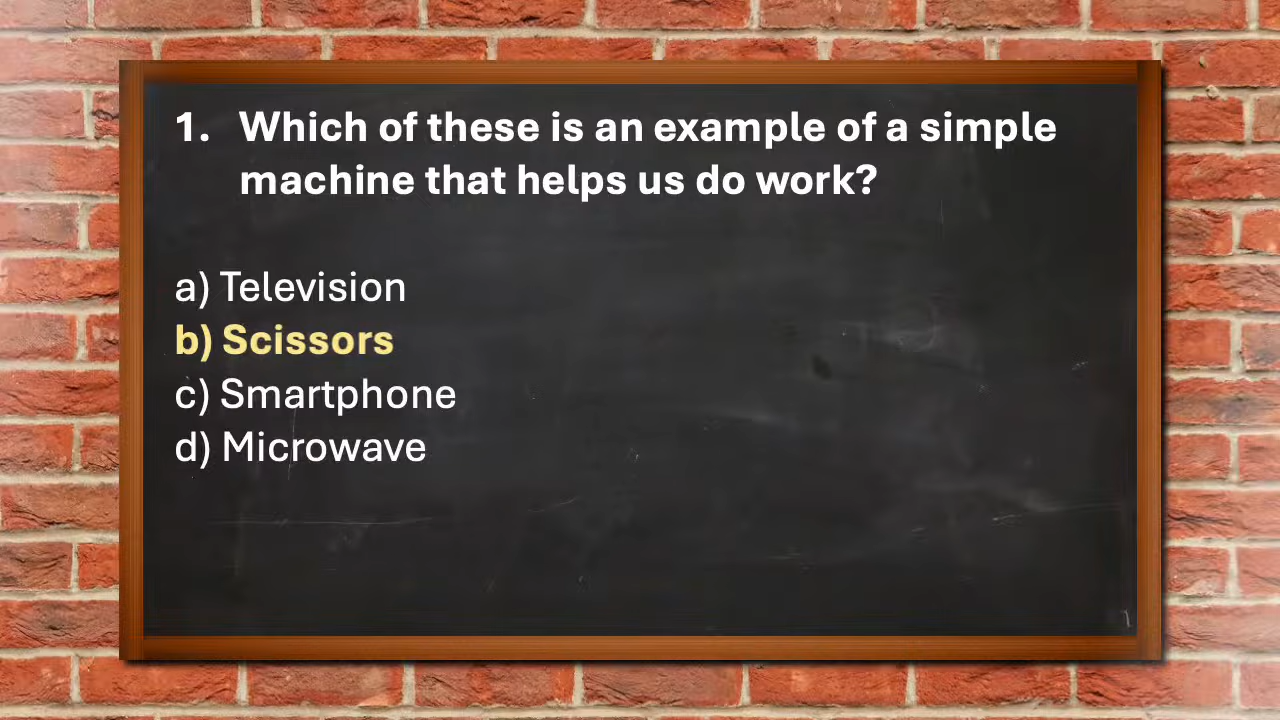 1. Which of these is an example of a simple
machine that helps us do work?
a) Television
b) Scissors
c) Smartphone
d) Microwave